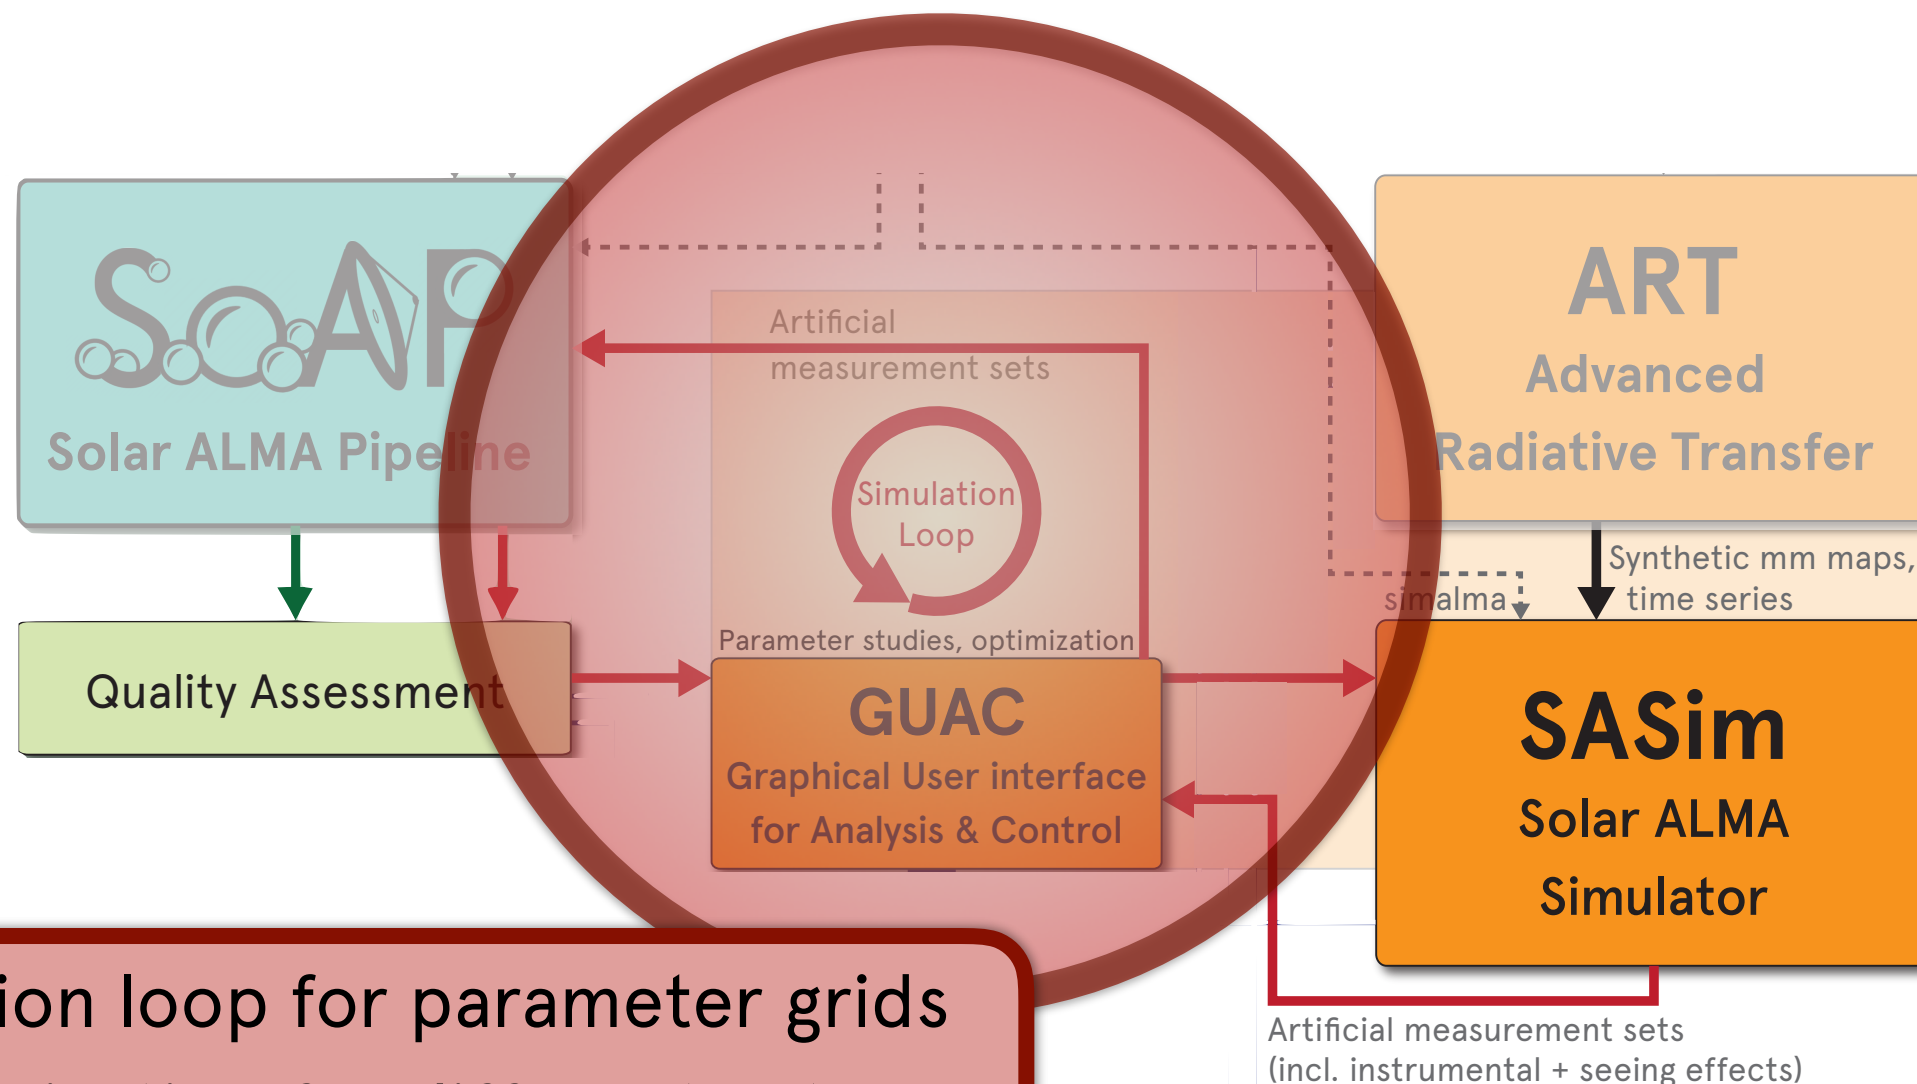 SoAP
Solar ALMA Pipeline
Quality Assessment
Artificial
measurement sets
Simulation
Loop
Parameter studies, optimization
GUAC
Graphical User interface
for Analysis & Control
ART
Advanced
Radiative Transfer
Synthetic mm maps,
time series
simalma
SASim
Solar ALMA
Simulator
Artificial measurement sets
(incl. instrumental + seeing effects)
ion loop for parameter grids